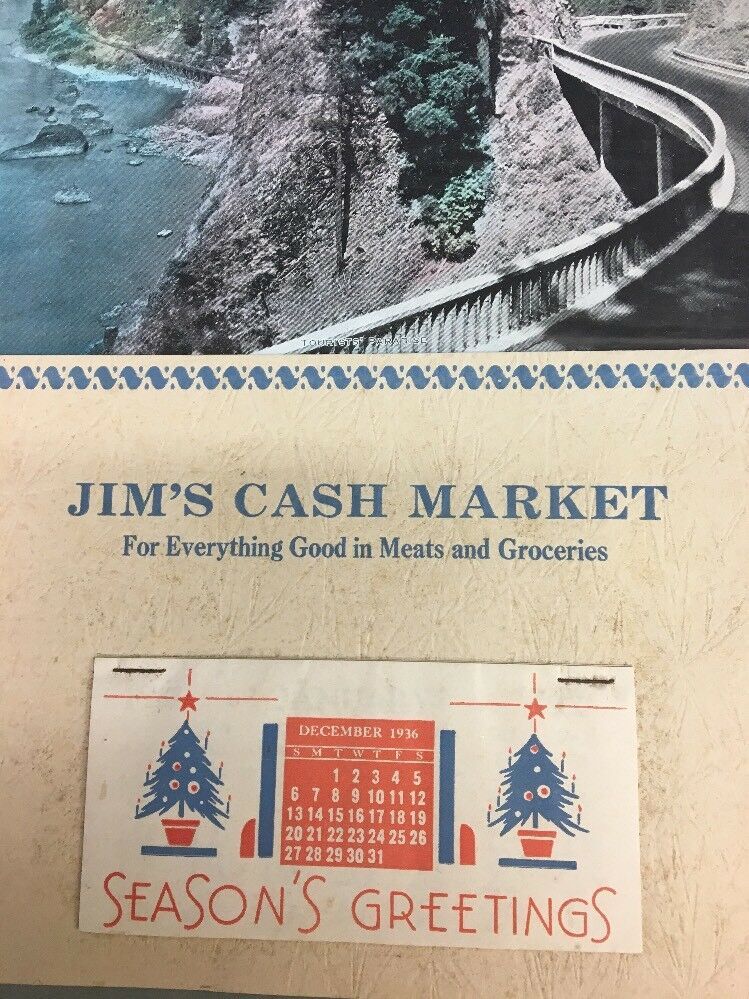 TOURISTS' PARADISE
JIM'S CASH MARKET
For Everything Good in Meats and Groceries
DECEMBER 1936
S M T W T F S
1 2 3 4 5
6 7 8 9 10 11 12
13 14 15 16 17 18 19
20 21 22 23 24 25 26
27 28 29 30 31
SEASON'S GREETINGS